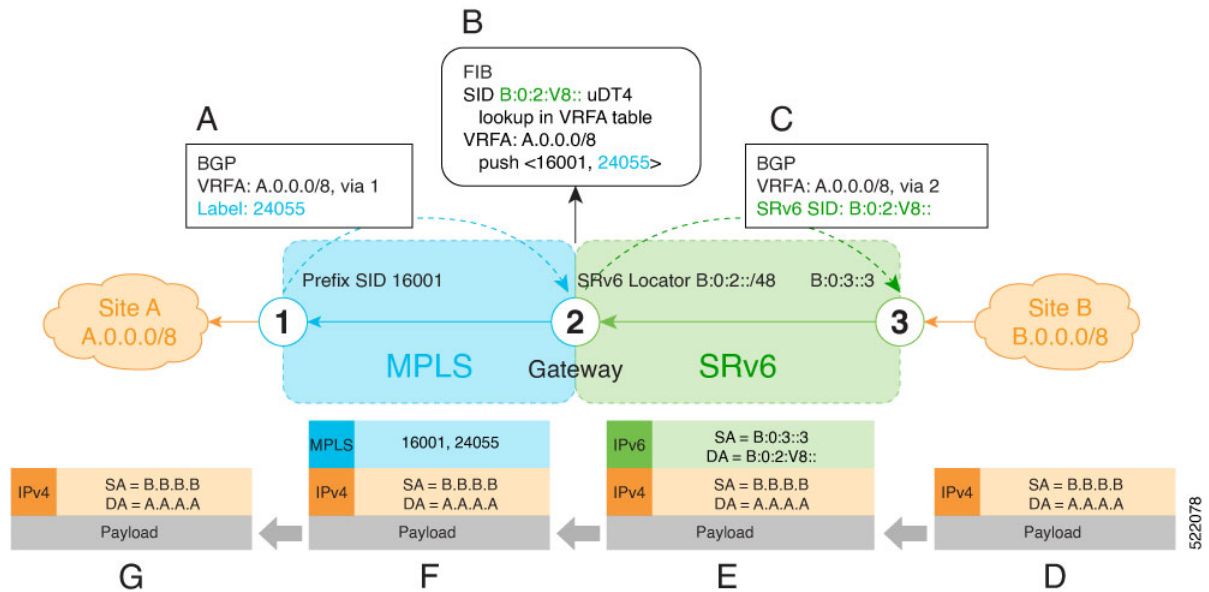 B
FIB
SID B:0:2:V8:: uDT4
lookup in VRFA table
VRFA: A.0.0.0/8
push <16001, 24055>
A
BGP
VRFA: A.0.0.0/8, via 1
Label: 24055
C
BGP
VRFA: A.0.0.0/8, via 2
SRv6 SID: B:0:2:V8::
Prefix SID 16001
SRv6 Locator B:0:2::/48
B:0:3::3
Site A
A.0.0.0/8
1
2
3
Site B
B.0.0.0/8
MPLS
Gateway
SRv6
IPv4
SA = B.B.B.B
DA = A.A.A.A
Payload
G
MPLS
16001, 24055
IPv4
SA = B.B.B.B
DA = A.A.A.A
Payload
F
IPv6
SA = B:0:3::3
DA = B:0:2:V8::
IPv4
SA = B.B.B.B
DA = A.A.A.A
Payload
E
IPv4
SA = B.B.B.B
DA = A.A.A.A
Payload
D
522078